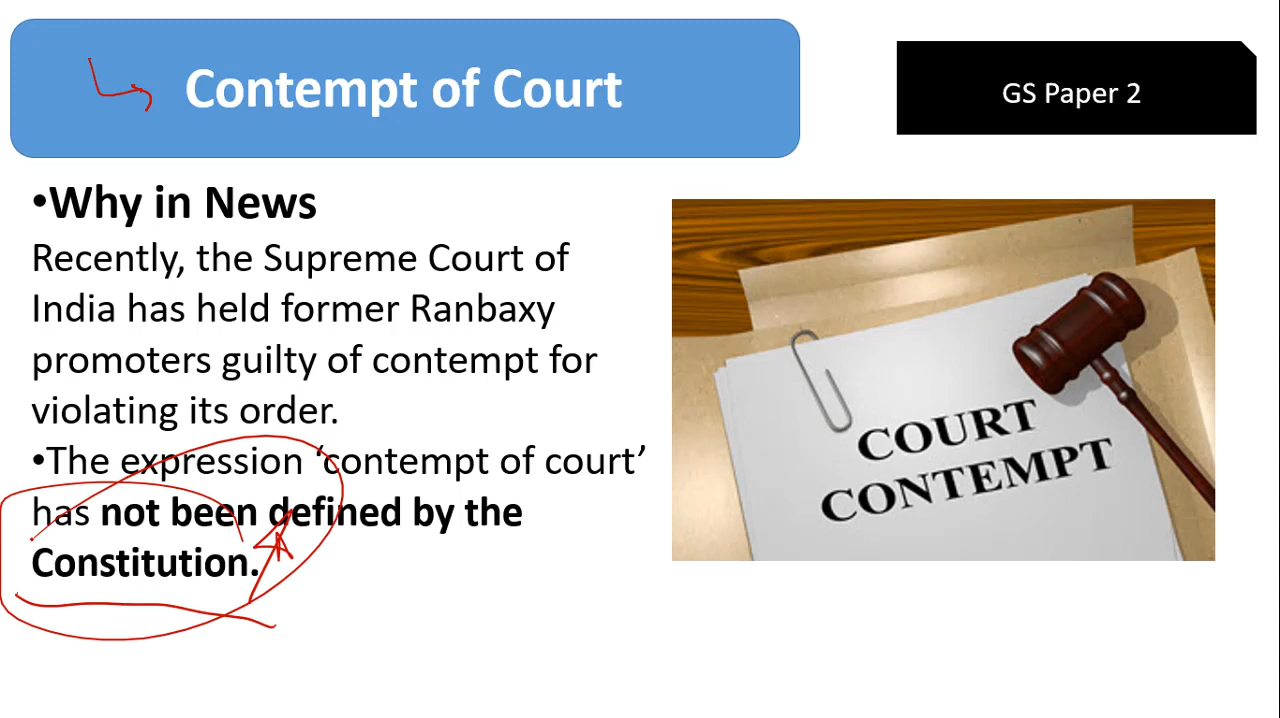 Contempt of Court
GS Paper 2
•Why in News
Recently, the Supreme Court of
India has held former Ranbaxy
promoters guilty of contempt for
violating its order.
•The expression ‘contempt of court’
has not been defined by the
Constitution.
COURT
CONTEMPT